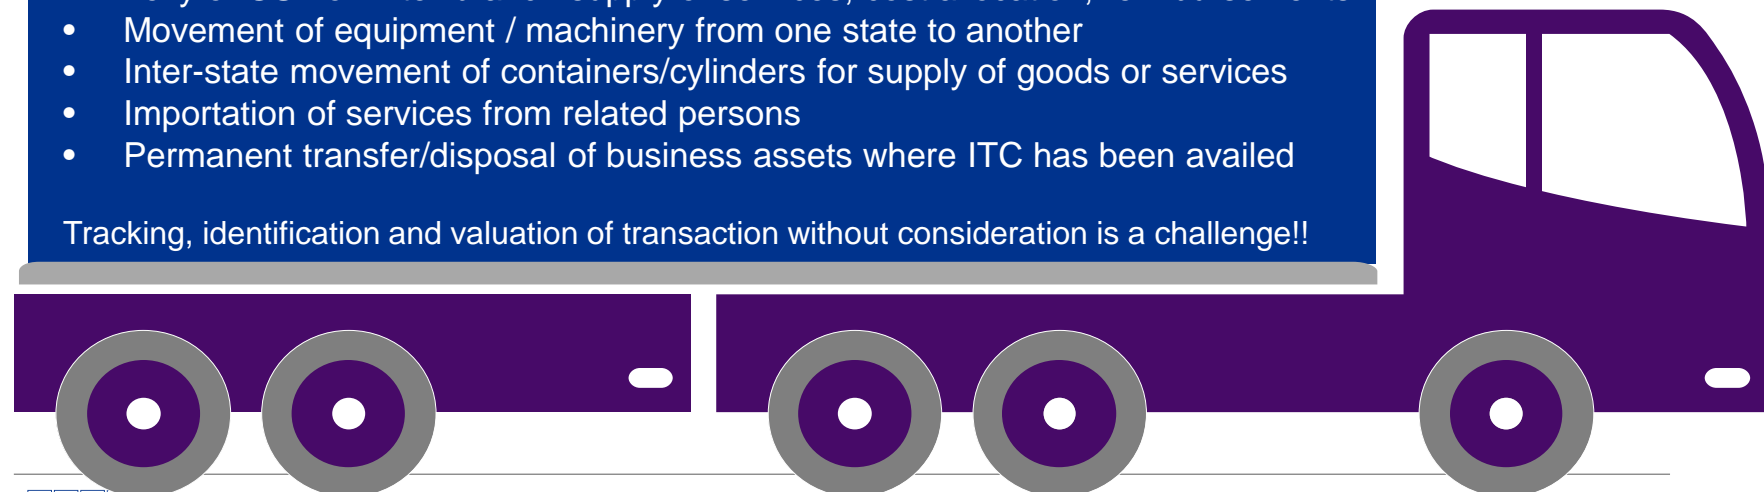 • Movement of equipment / machinery from one state to another
• Inter-state movement of containers/cylinders for supply of goods or services
• Importation of services from related persons
• Permanent transfer/disposal of business assets where ITC has been availed
Tracking, identification and valuation of transaction without consideration is a challenge!!